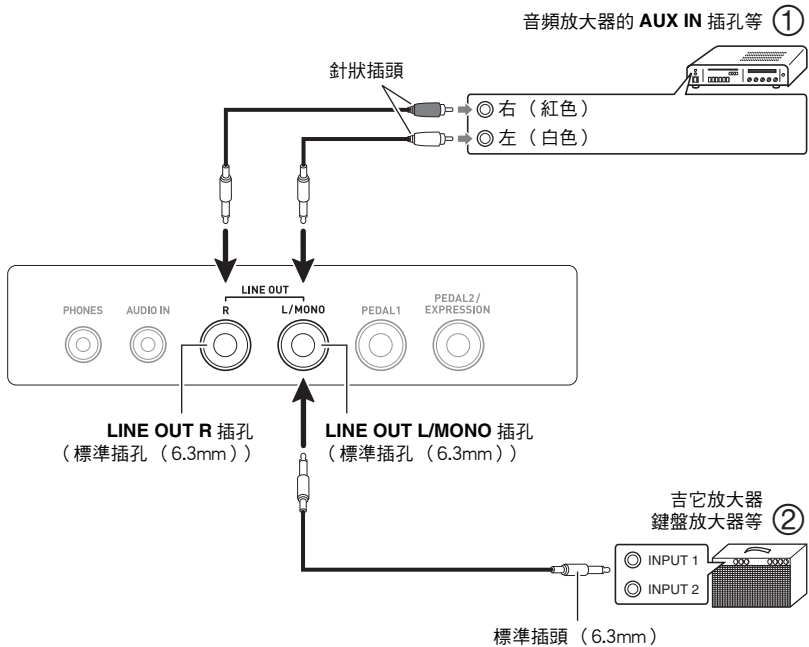 音頻放大器的 AUX IN 插孔等 ①
針狀插頭
右（紅色）
左（白色）
LINE OUT
PHONES
AUDIO IN
R
L/MONO
PEDAL1
PEDAL2/
EXPRESSION
LINE OUT R 插孔
（標準插孔（6.3mm））
LINE OUT L/MONO 插孔
（標準插孔（6.3mm））
吉它放大器
鍵盤放大器等 ②
INPUT 1
INPUT 2
標準插頭（6.3mm）